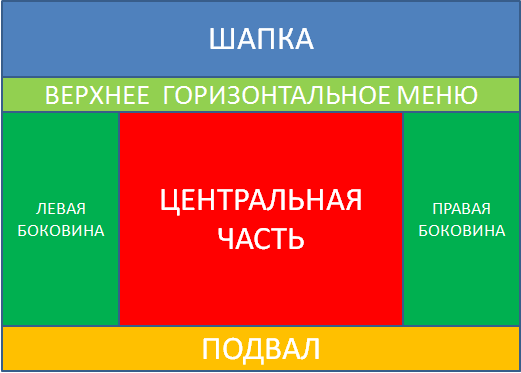 ШАПКА
ВЕРХНЕЕ ГОРИЗОНТАЛЬНОЕ МЕНЮ
ЛЕВАЯ
БОКОВИНА
ЦЕНТРАЛЬНАЯ
ЧАСТЬ
ПРАВАЯ
БОКОВИНА
ПОДВАЛ